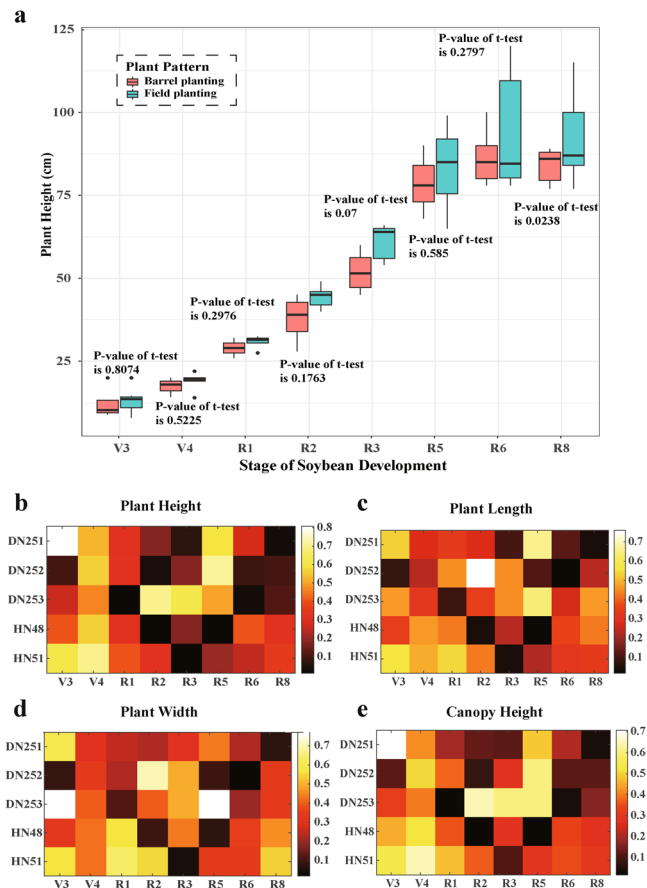 a
125
100
75
50
25
Plant Height (cm)
Plant Pattern
Barrel planting
Field planting
P-value of t-test
is 0.2797
P-value of t-test
is 0.07
P-value of t-test
is 0.0238
P-value of t-test
is 0.585
P-value of t-test
is 0.2976
P-value of t-test
is 0.8074
P-value of t-test
is 0.1763
P-value of t-test
is 0.5225
V3 V4 R1 R2 R3 R5 R6 R8
Stage of Soybean Development
b
Plant Height
DN251
DN252
DN253
HN48
HN51
V3 V4 R1 R2 R3 R5 R6 R8
0.8
0.7
0.6
0.5
0.4
0.3
0.2
0.1
c
Plant Length
DN251
DN252
DN253
HN48
HN51
V3 V4 R1 R2 R3 R5 R6 R8
0.7
0.6
0.5
0.4
0.3
0.2
0.1
d
Plant Width
DN251
DN252
DN253
HN48
HN51
V3 V4 R1 R2 R3 R5 R6 R8
0.7
0.6
0.5
0.4
0.3
0.2
0.1
e
Canopy Height
DN251
DN252
DN253
HN48
HN51
V3 V4 R1 R2 R3 R5 R6 R8
0.7
0.6
0.5
0.4
0.3
0.2
0.1